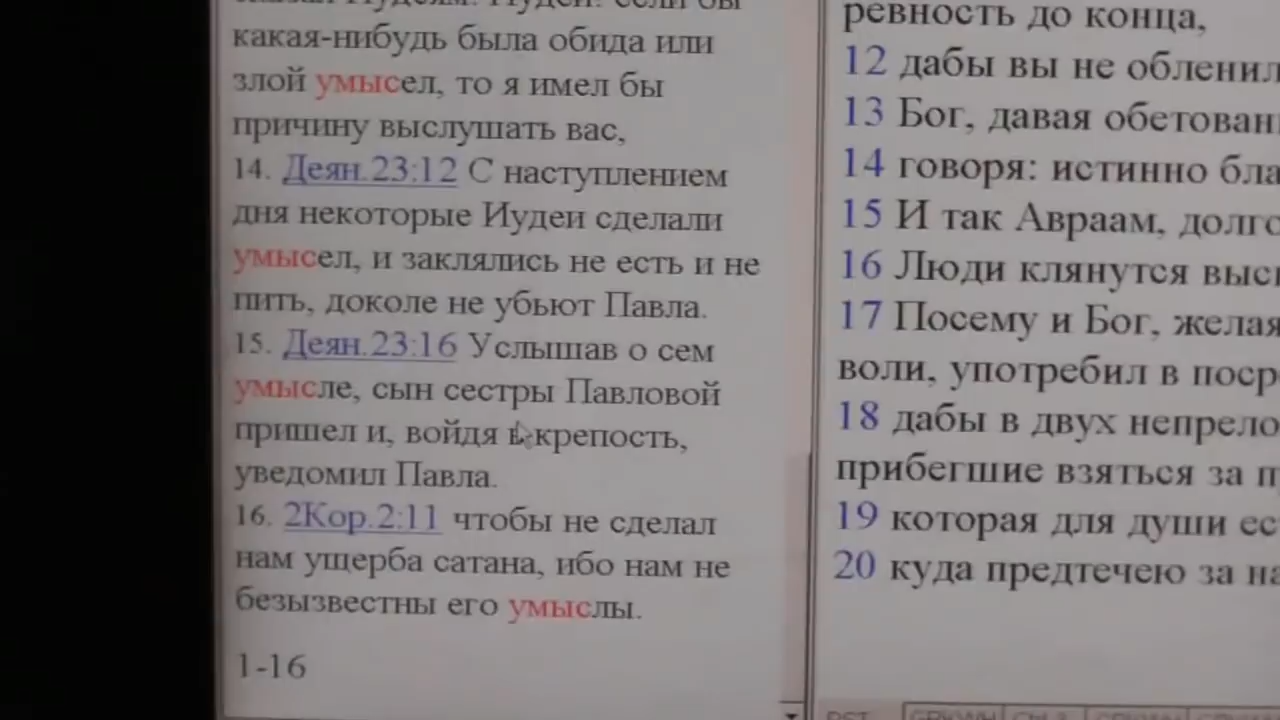 какая-нибудь была обида или
злой умысел, то я имел бы
причину выслушать вас,
14. Деян.23:12 С наступлением
дня некоторые Иудеи сделали
умысел, и заклялись не есть и не
пить, доколе не убьют Павла.
15. Деян.23:16 Услышав о сем
умысле, сын сестры Павловой
пришел и, войдя в крепость,
уведомил Павла.
16. 2Кор.2:11 чтобы не сделал
нам ущерба сатана, ибо нам не
безызвестны его умыслы.
1-16
ревность до конца,
12 дабы вы не обленил
13 Бог, давая обетован
14 говоря: истинно бла
15 И так Авраам, долго
16 Люди клянутся выс
17 Посему и Бог, желая
воли, употребил в поср
18 дабы в двух непрело
прибегшие взяться за п
19 которая для души ес
20 куда предтечею за на